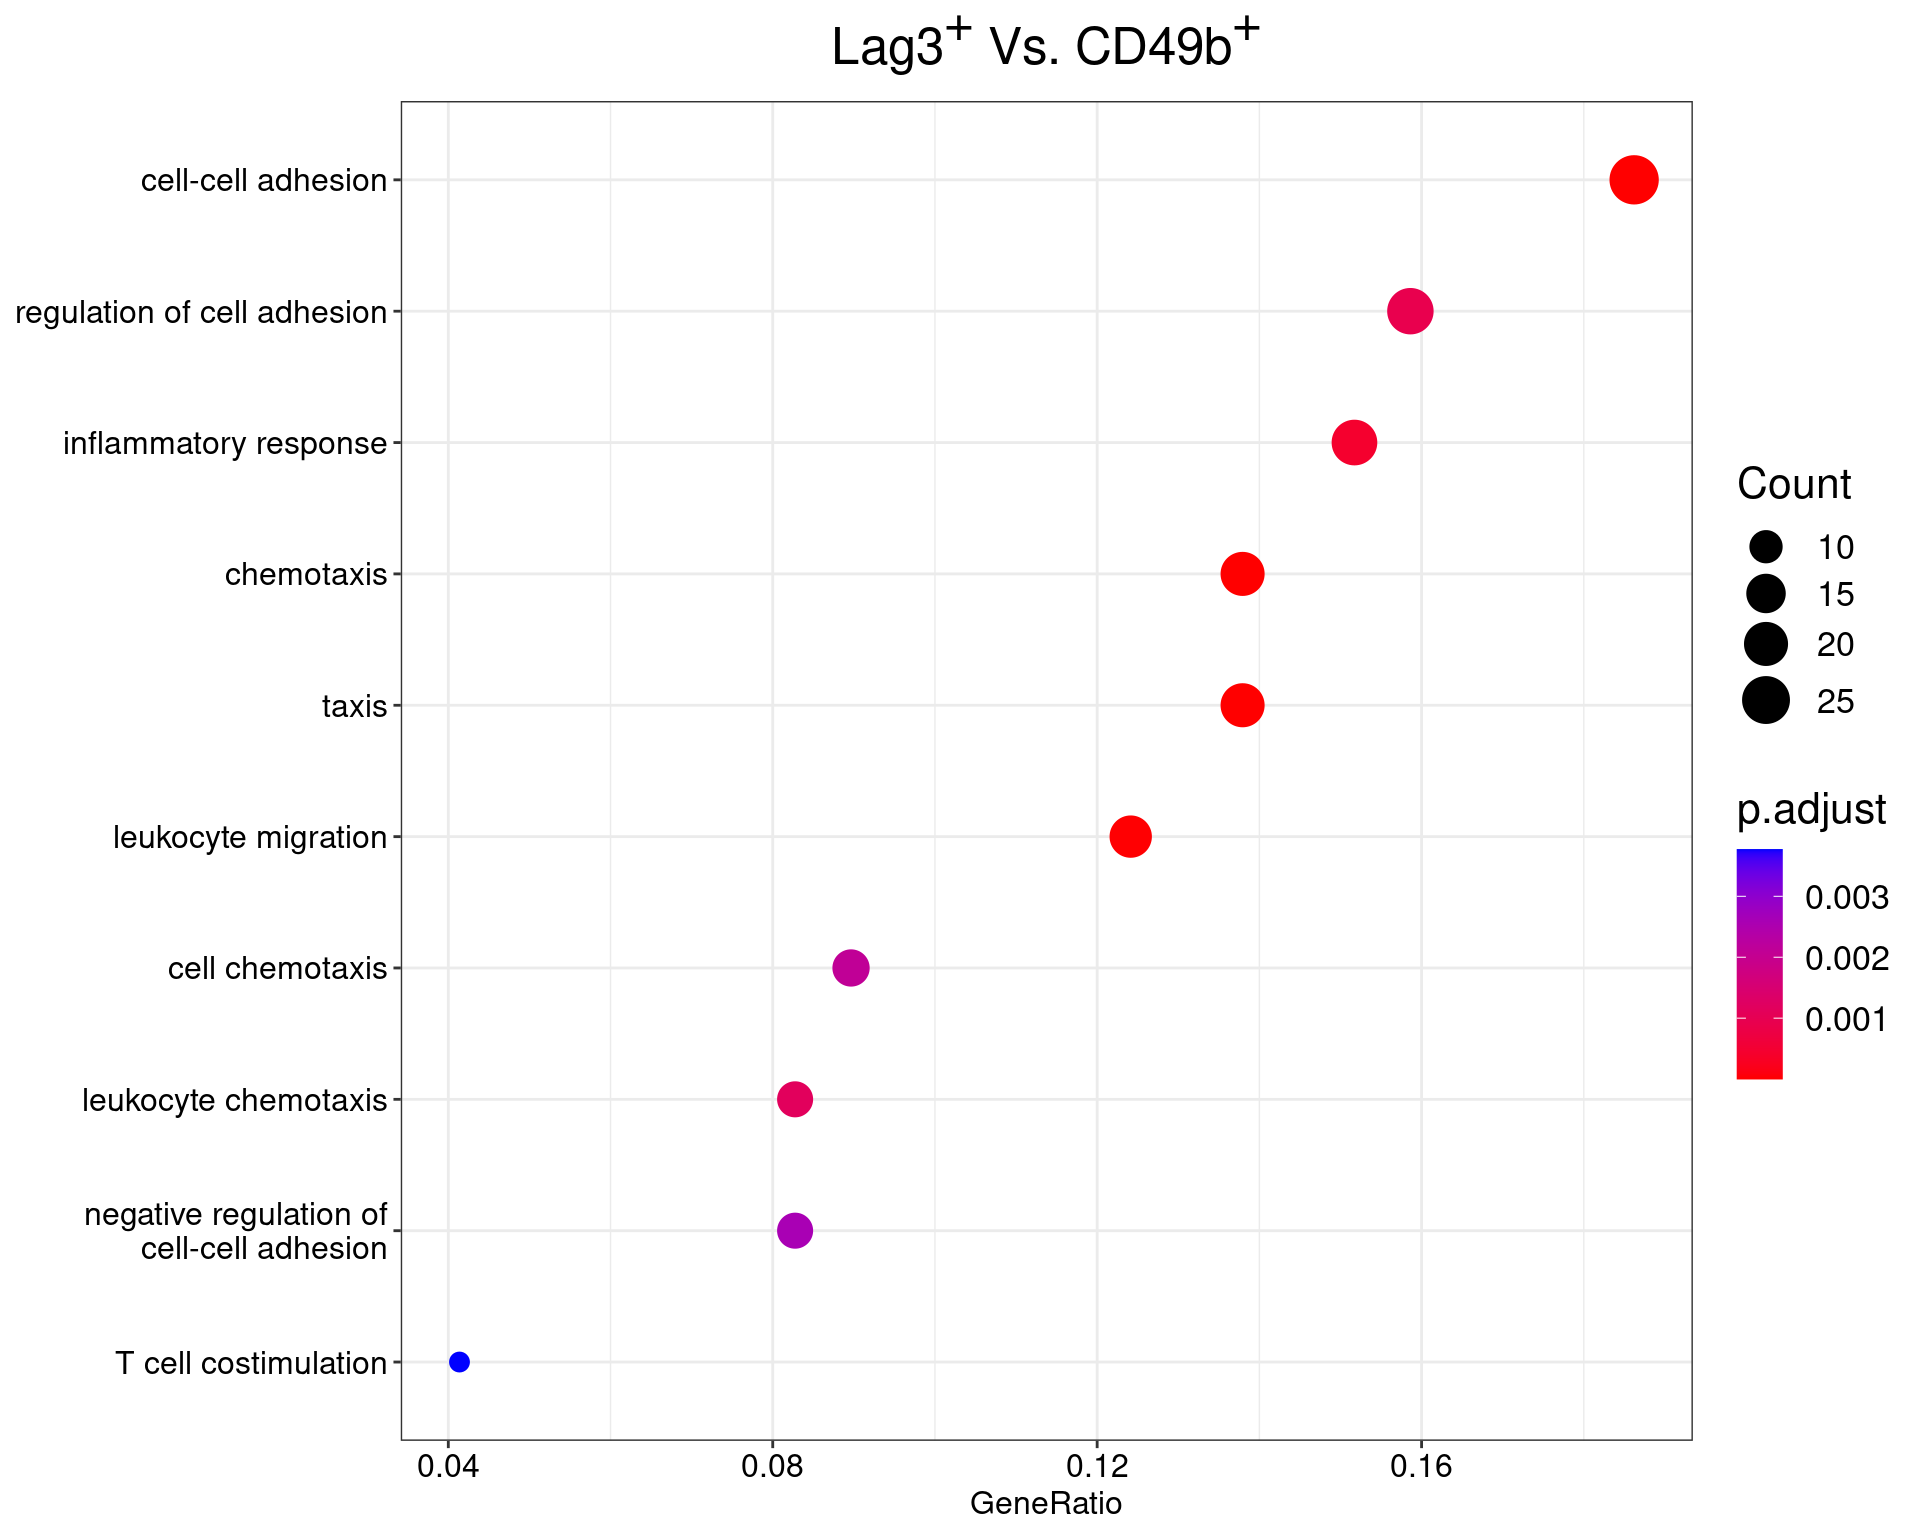 Lag3⁺ Vs. CD49b⁺
cell-cell adhesion
regulation of cell adhesion
inflammatory response
chemotaxis
taxis
leukocyte migration
cell chemotaxis
leukocyte chemotaxis
negative regulation of
cell-cell adhesion
T cell costimulation
0.04 0.08 0.12 0.16
GeneRatio
Count
10
15
20
25
p.adjust
0.003
0.002
0.001